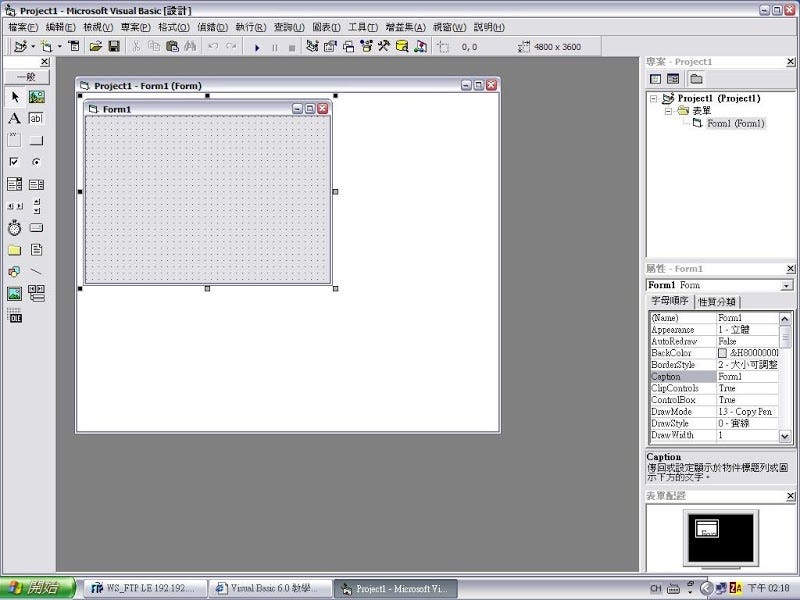 Project1 - Microsoft Visual Basic [設計]
檔案(F) 編輯(E) 檢視(V) 專案(P) 格式(O) 偵錯(D) 執行(R) 查詢(U) 圖表(I) 工具(T) 增益集(A) 視窗(W) 說明(H)
0, 0 4800 x 3600
一般
A ab|
OLE
Project1 - Form1 (Form)
Form1
專案 - Project1
Project1 (Project1)
表單
Form1 (Form1)
屬性 - Form1
Form1 Form
字母順序 性質分類
(Name) Form1
Appearance 1 - 立體
AutoRedraw False
BackColor &H8000000
BorderStyle 2 - 大小可調整
Caption Form1
ClipControls True
ControlBox True
DrawMode 13 - Copy Pen
DrawStyle 0 - 實線
DrawWidth 1
Caption
傳回或設定顯示於物件標題列或圖
示下方的文字。
表單配置
開始 WS_FTP LE 192 192.... Visual Basic 6.0 教學... Project1 - Microsoft Vi... CH 下午 02:18